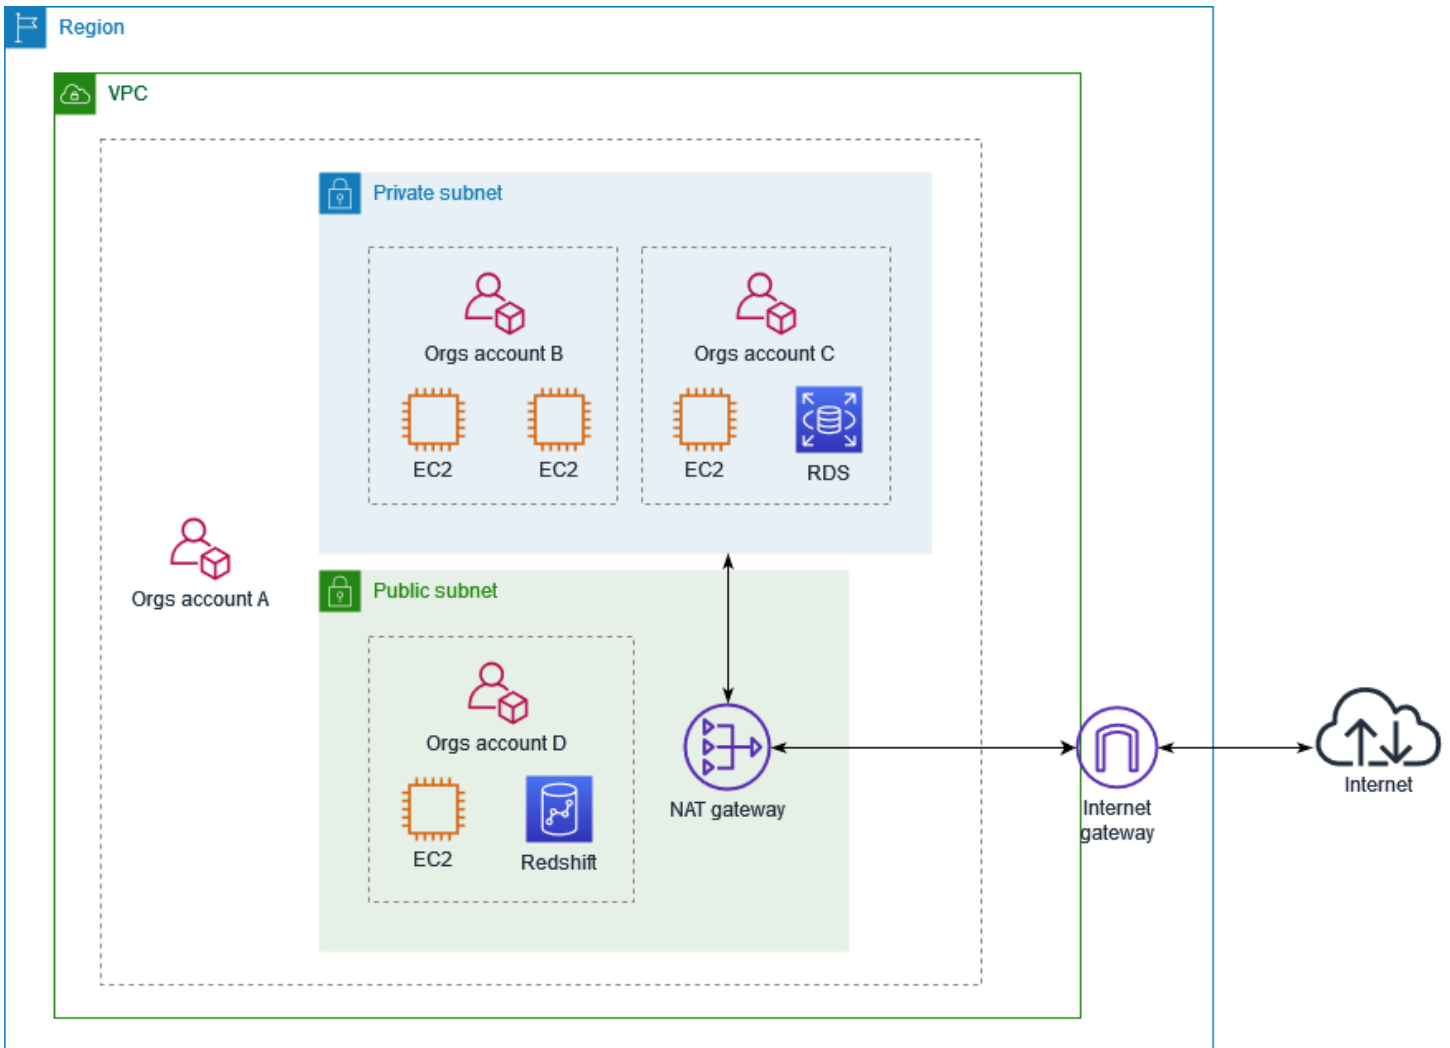 Region
VPC
Private subnet
Orgs account B
Orgs account C
EC2
EC2
EC2
RDS
Orgs account A
Public subnet
Orgs account D
EC2
Redshift
NAT gateway
Internet
gateway
Internet